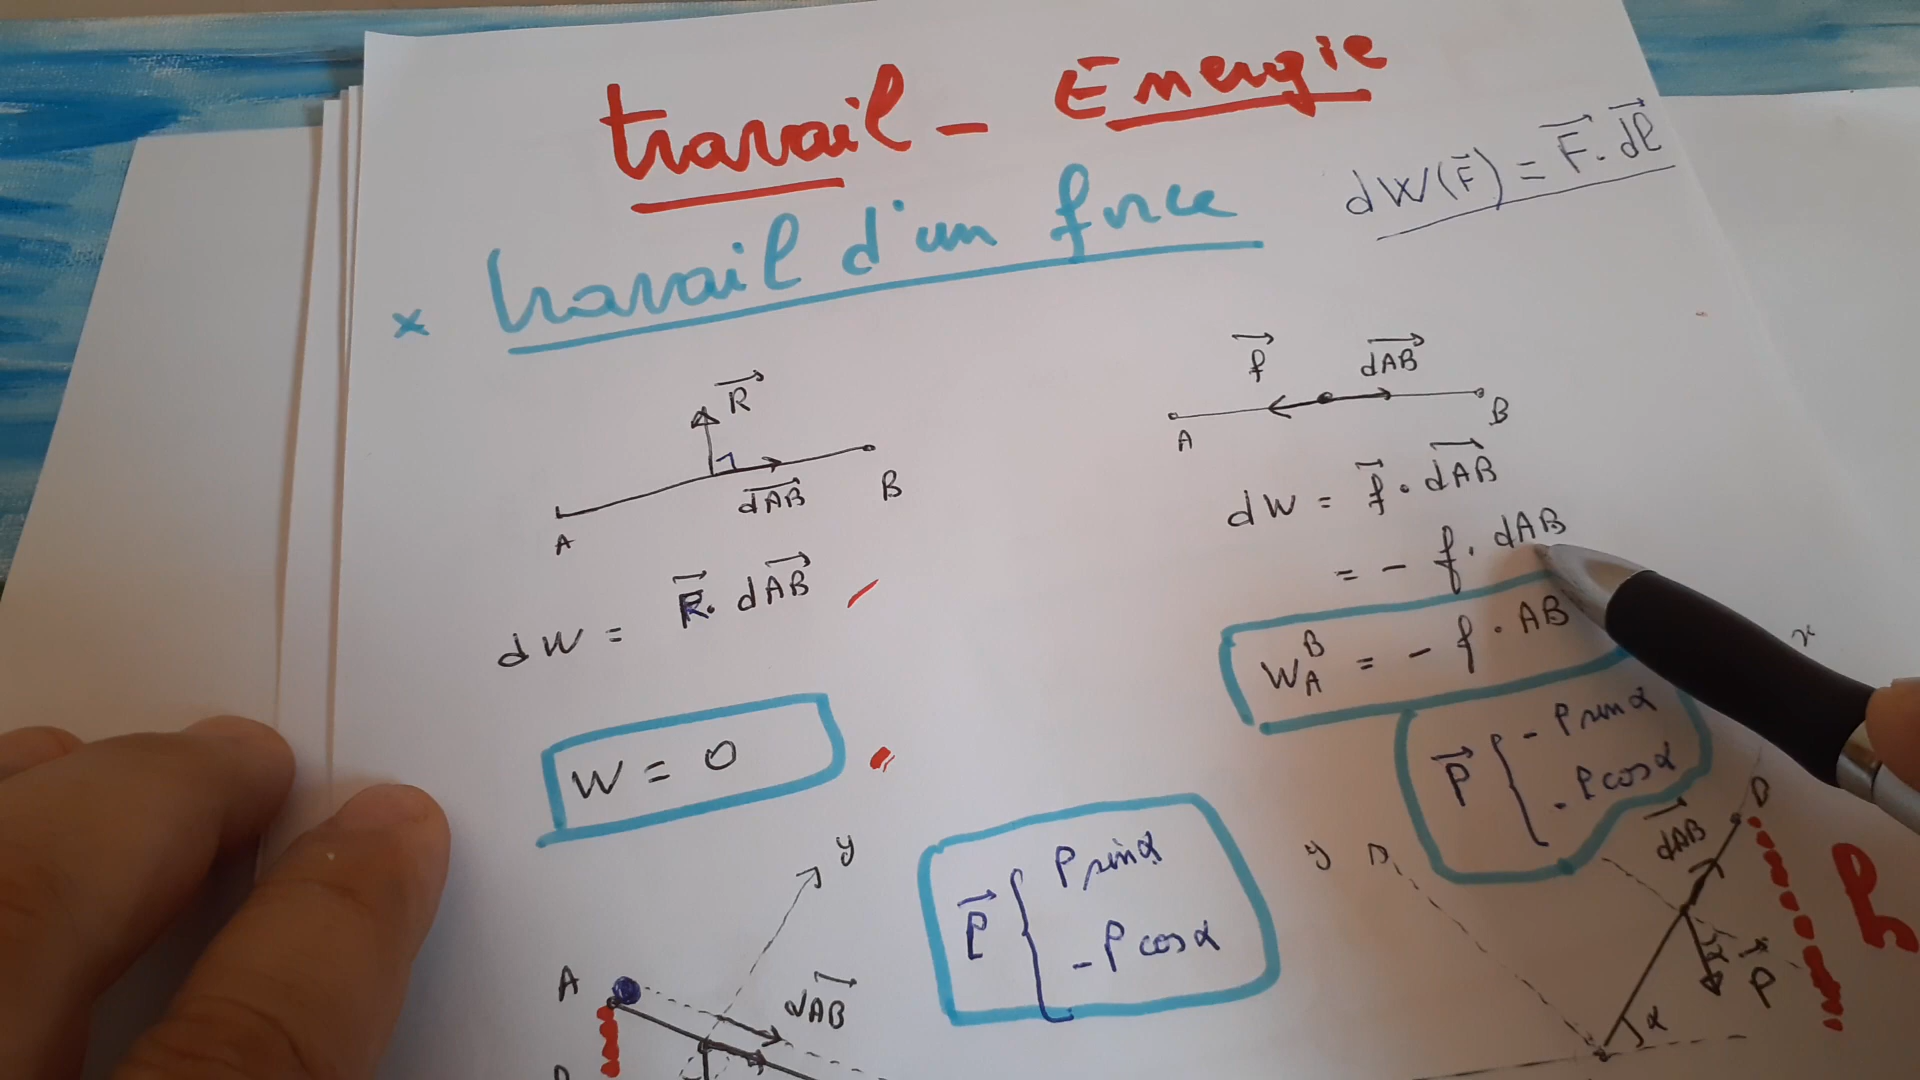 travail - Energie
dW(F⃗) = F⃗ . dℓ⃗
× travail d'un force
R⃗
dAB⃗
A
B
dW = R⃗ . dAB⃗
W = 0
f⃗
dAB⃗
A
B
dW = f⃗ . dAB⃗
= - f . dAB
W_A^B = - f . AB
x
P⃗ { - P sin α
- P cos α
P⃗ { P sin α
- P cos α
y
A
dAB⃗
y
B
dAB⃗
P⃗
α
α
h